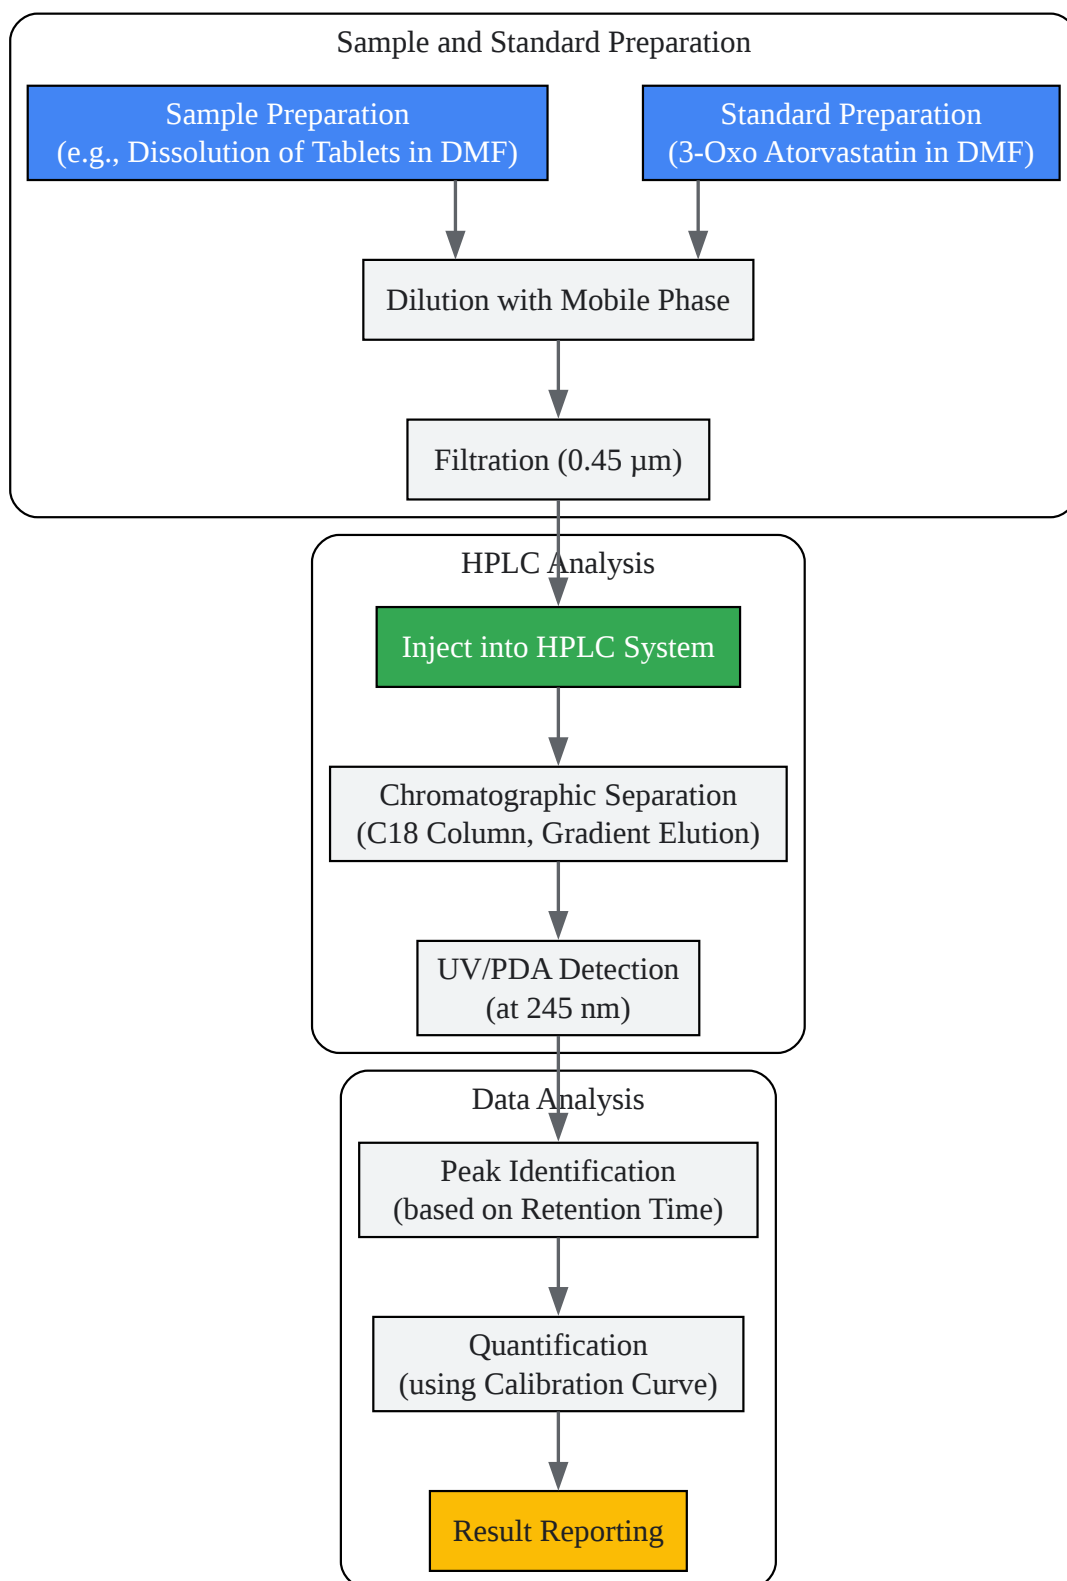 Sample and Standard Preparation
Sample Preparation
(e.g., Dissolution of Tablets in DMF)
Standard Preparation
(3-Oxo Atorvastatin in DMF)
Dilution with Mobile Phase
Filtration (0.45 µm)
HPLC Analysis
Inject into HPLC System
Chromatographic Separation
(C18 Column, Gradient Elution)
UV/PDA Detection
(at 245 nm)
Data Analysis
Peak Identification
(based on Retention Time)
Quantification
(using Calibration Curve)
Result Reporting